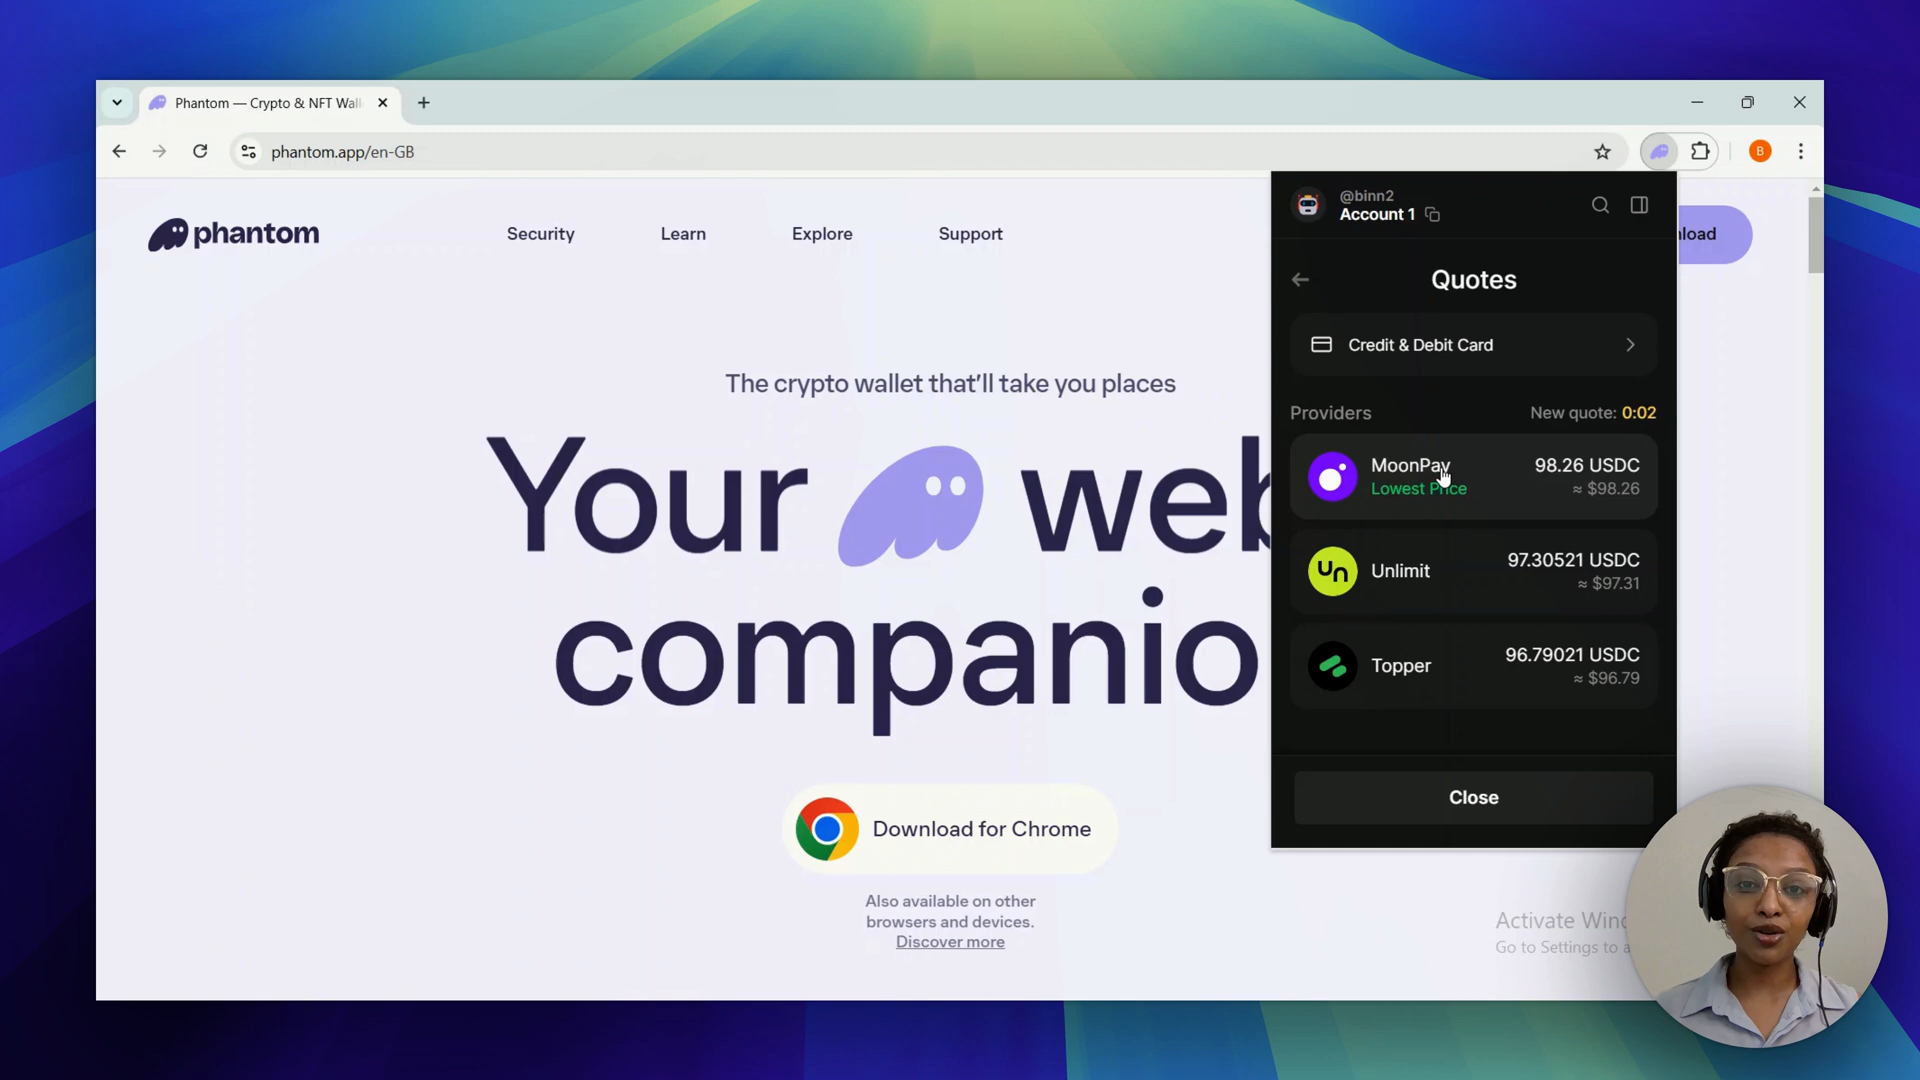 Phantom — Crypto & NFT Wall
phantom.app/en-GB
B
phantom
Security
Learn
Explore
Support
load
The crypto wallet that'll take you places
Your web
companio
Download for Chrome
Also available on other
browsers and devices.
Discover more
@binn2
Account 1
Quotes
Credit & Debit Card
Providers
New quote: 0:02
MoonPay
98.26 USDC
Lowest Price
≈ $98.26
Un
Unlimit
97.30521 USDC
≈ $97.31
Topper
96.79021 USDC
≈ $96.79
Close
Activate Win
Go to Settings to a